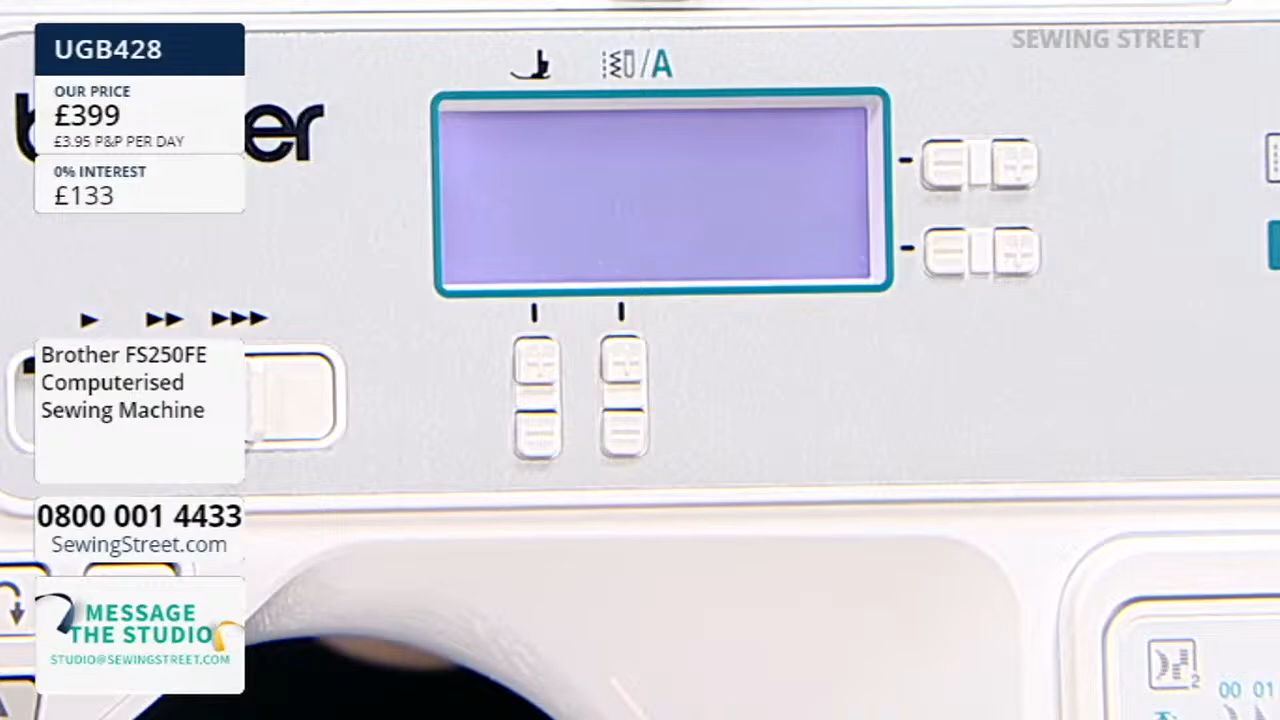 UGB428
OUR PRICE
£399
£3.95 P&P PER DAY
0% INTEREST
£133
SEWING STREET
/A
Brother FS250FE
Computerised
Sewing Machine
0800 001 4433
SewingStreet.com
MESSAGE
THE STUDIO
STUDIO@SEWINGSTREET.COM
00 01